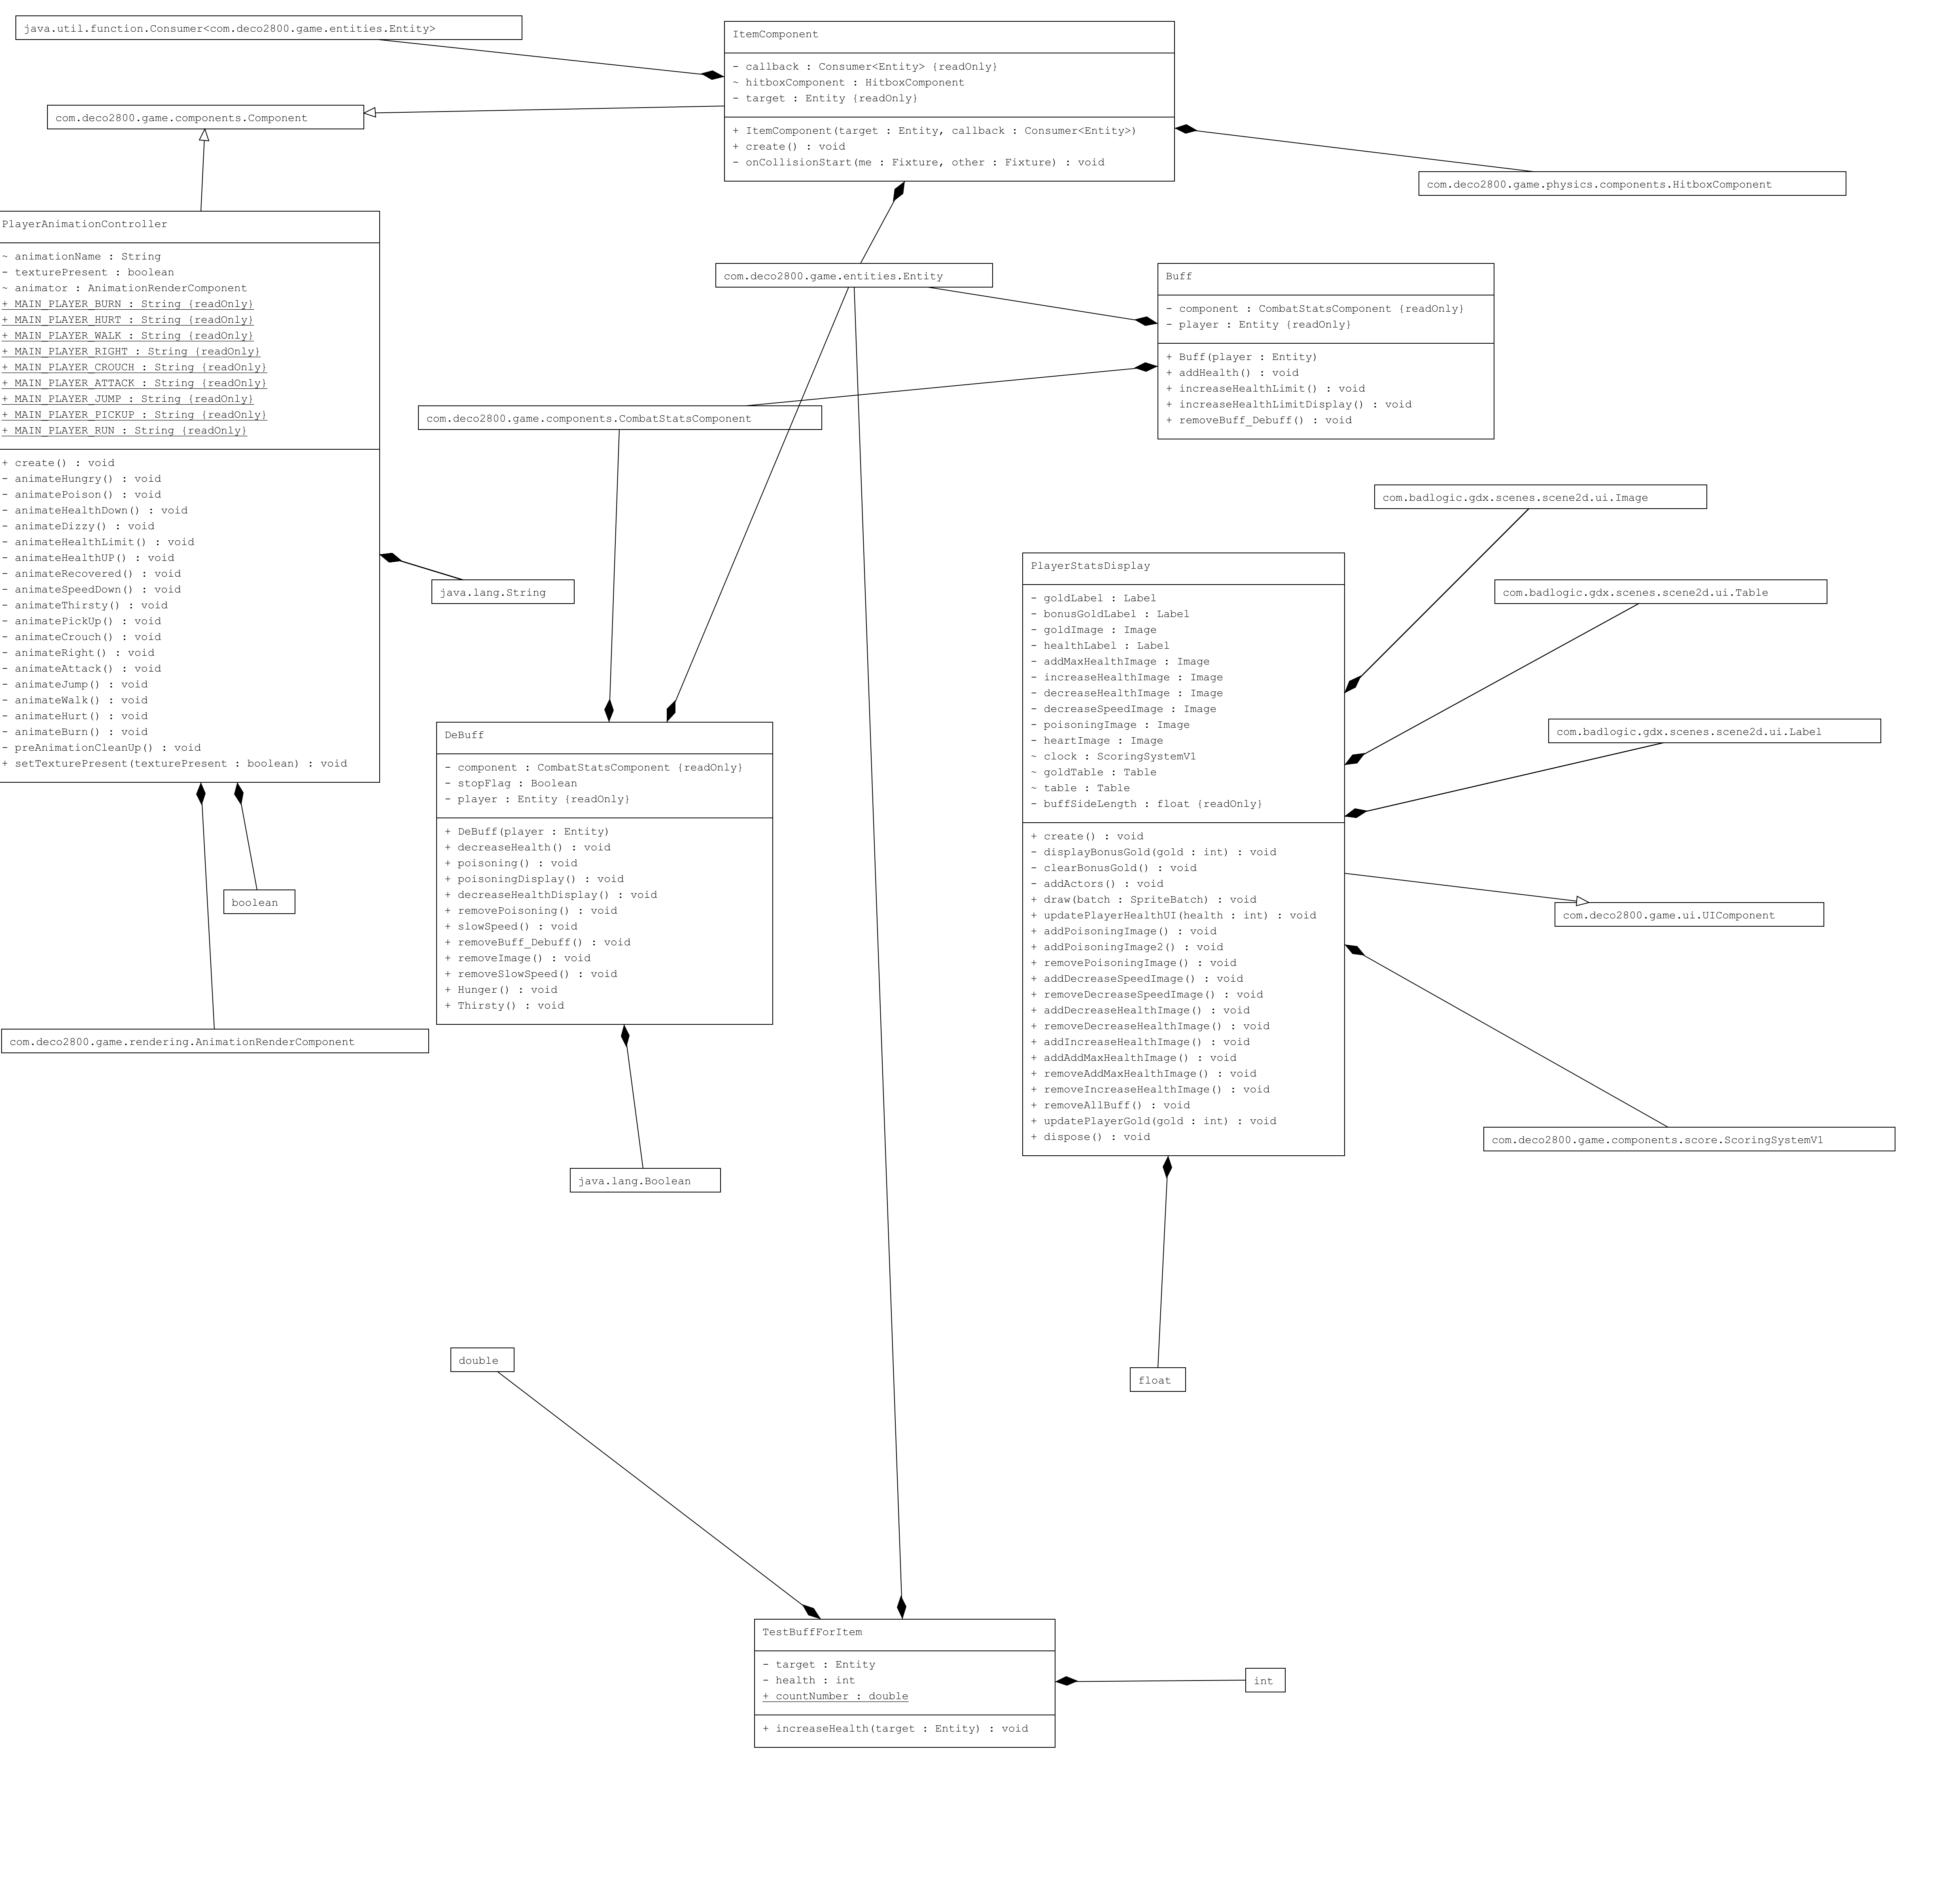 java.util.function.Consumer<com.deco2800.game.entities.Entity>
ItemComponent
- callback : Consumer<Entity> {readOnly}
~ hitboxComponent : HitboxComponent
- target : Entity {readOnly}
+ ItemComponent(target : Entity, callback : Consumer<Entity>)
+ create() : void
- onCollisionStart(me : Fixture, other : Fixture) : void
com.deco2800.game.components.Component
com.deco2800.game.physics.components.HitboxComponent
PlayerAnimationController
~ animationName : String
- texturePresent : boolean
~ animator : AnimationRenderComponent
+ MAIN_PLAYER_BURN : String {readOnly}
+ MAIN_PLAYER_HURT : String {readOnly}
+ MAIN_PLAYER_WALK : String {readOnly}
+ MAIN_PLAYER_RIGHT : String {readOnly}
+ MAIN_PLAYER_CROUCH : String {readOnly}
+ MAIN_PLAYER_ATTACK : String {readOnly}
+ MAIN_PLAYER_JUMP : String {readOnly}
+ MAIN_PLAYER_PICKUP : String {readOnly}
+ MAIN_PLAYER_RUN : String {readOnly}
+ create() : void
- animateHungry() : void
- animatePoison() : void
- animateHealthDown() : void
- animateDizzy() : void
- animateHealthLimit() : void
- animateHealthUP() : void
- animateRecovered() : void
- animateSpeedDown() : void
- animateThirsty() : void
- animatePickUp() : void
- animateCrouch() : void
- animateRight() : void
- animateAttack() : void
- animateJump() : void
- animateWalk() : void
- animateHurt() : void
- animateBurn() : void
- preAnimationCleanUp() : void
+ setTexturePresent(texturePresent : boolean) : void
com.deco2800.game.entities.Entity
Buff
- component : CombatStatsComponent {readOnly}
- player : Entity {readOnly}
+ Buff(player : Entity)
+ addHealth() : void
+ increaseHealthLimit() : void
+ increaseHealthLimitDisplay() : void
+ removeBuff_Debuff() : void
com.deco2800.game.components.CombatStatsComponent
com.badlogic.gdx.scenes.scene2d.ui.Image
java.lang.String
com.badlogic.gdx.scenes.scene2d.ui.Table
PlayerStatsDisplay
- goldLabel : Label
- bonusGoldLabel : Label
- goldImage : Image
- healthLabel : Label
- addMaxHealthImage : Image
- increaseHealthImage : Image
- decreaseHealthImage : Image
- decreaseSpeedImage : Image
- poisoningImage : Image
- heartImage : Image
~ clock : ScoringSystemV1
~ goldTable : Table
~ table : Table
- buffSideLength : float {readOnly}
+ create() : void
- displayBonusGold(gold : int) : void
- clearBonusGold() : void
- addActors() : void
+ draw(batch : SpriteBatch) : void
+ updatePlayerHealthUI(health : int) : void
+ addPoisoningImage() : void
+ addPoisoningImage2() : void
+ removePoisoningImage() : void
+ addDecreaseSpeedImage() : void
+ removeDecreaseSpeedImage() : void
+ addDecreaseHealthImage() : void
+ removeDecreaseHealthImage() : void
+ addIncreaseHealthImage() : void
+ addAddMaxHealthImage() : void
+ removeAddMaxHealthImage() : void
+ removeIncreaseHealthImage() : void
+ removeAllBuff() : void
+ updatePlayerGold(gold : int) : void
+ dispose() : void
com.badlogic.gdx.scenes.scene2d.ui.Label
DeBuff
- component : CombatStatsComponent {readOnly}
- stopFlag : Boolean
- player : Entity {readOnly}
+ DeBuff(player : Entity)
+ decreaseHealth() : void
+ poisoning() : void
+ poisoningDisplay() : void
+ decreaseHealthDisplay() : void
+ removePoisoning() : void
+ slowSpeed() : void
+ removeBuff_Debuff() : void
+ removeImage() : void
+ removeSlowSpeed() : void
+ Hunger() : void
+ Thirsty() : void
boolean
com.deco2800.game.ui.UIComponent
com.deco2800.game.rendering.AnimationRenderComponent
com.deco2800.game.components.score.ScoringSystemV1
java.lang.Boolean
double
float
TestBuffForItem
- target : Entity
- health : int
+ countNumber : double
+ increaseHealth(target : Entity) : void
int